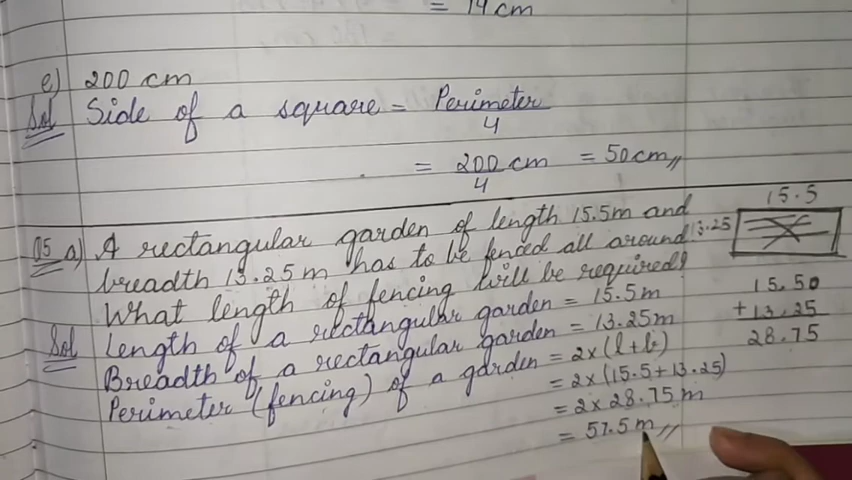 = 14 cm
e) 200 cm
Sol Side of a square = Perimeter
4
= 200 cm = 50 cm
4
15.5
Q5 a) A rectangular garden of length 15.5m and
breadth 13.25 m has to be fenced all around. 13.25
What length of fencing will be required?
Sol Length of a rectangular garden = 15.5 m
Breadth of a rectangular garden = 13.25m
Perimeter (fencing) of a garden = 2x(l+b)
= 2x (15.5+13.25)
= 2 x 28.75 m
= 57.5 m
15.50
+ 13.25
28.75